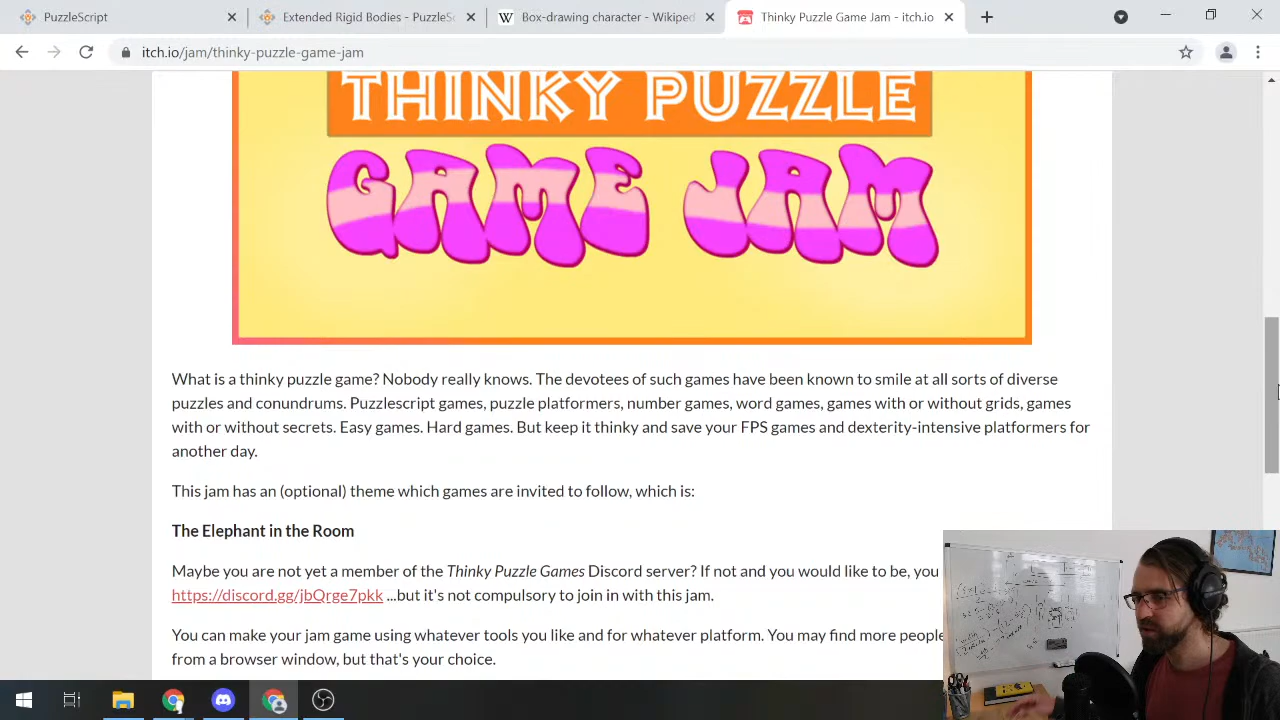 PuzzleScript
Extended Rigid Bodies - PuzzleSc
Box-drawing character - Wikiped
Thinky Puzzle Game Jam - itch.io
itch.io/jam/thinky-puzzle-game-jam
THINKY PUZZLE
GAME JAM
What is a thinky puzzle game? Nobody really knows. The devotees of such games have been known to smile at all sorts of diverse
puzzles and conundrums. Puzzlescript games, puzzle platformers, number games, word games, games with or without grids, games
with or without secrets. Easy games. Hard games. But keep it thinky and save your FPS games and dexterity-intensive platformers for
another day.
This jam has an (optional) theme which games are invited to follow, which is:
The Elephant in the Room
Maybe you are not yet a member of the Thinky Puzzle Games Discord server? If not and you would like to be, you
https://discord.gg/jbQrge7pkk ...but it's not compulsory to join in with this jam.
You can make your jam game using whatever tools you like and for whatever platform. You may find more people
from a browser window, but that's your choice.